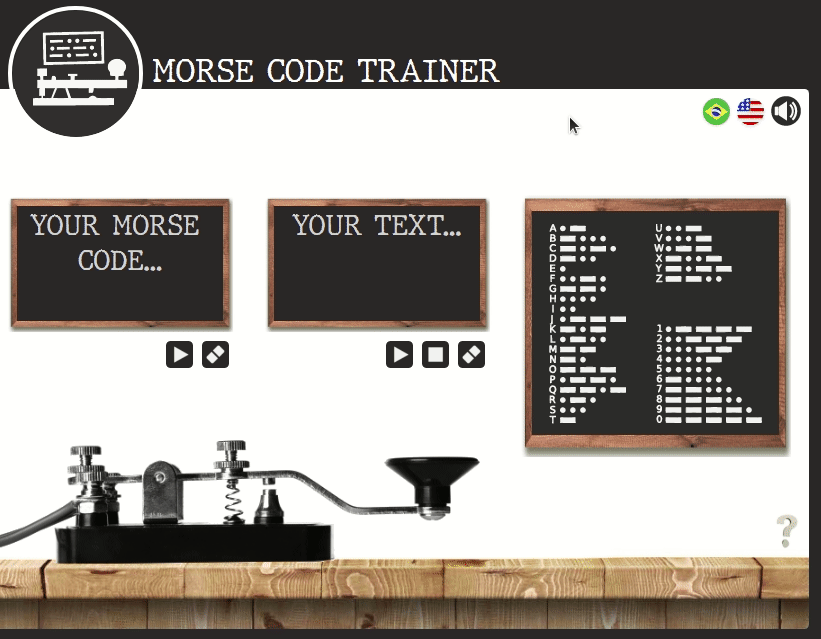 MORSE CODE TRAINER
YOUR MORSE
CODE...
YOUR TEXT...
A • −
B − • • •
C − • − •
D − • •
E •
F • • − •
G − − •
H • • • •
I • •
J • − − −
K − • −
L • − • •
M − −
N − •
O − − −
P • − − •
Q − − • −
R • − •
S • • •
T −
U • • −
V • • • −
W • − −
X − • • −
Y − • − −
Z − − • •
1 • − − − −
2 • • − − −
3 • • • − −
4 • • • • −
5 • • • • •
6 − • • • •
7 − − • • •
8 − − − • •
9 − − − − •
0 − − − − −
?